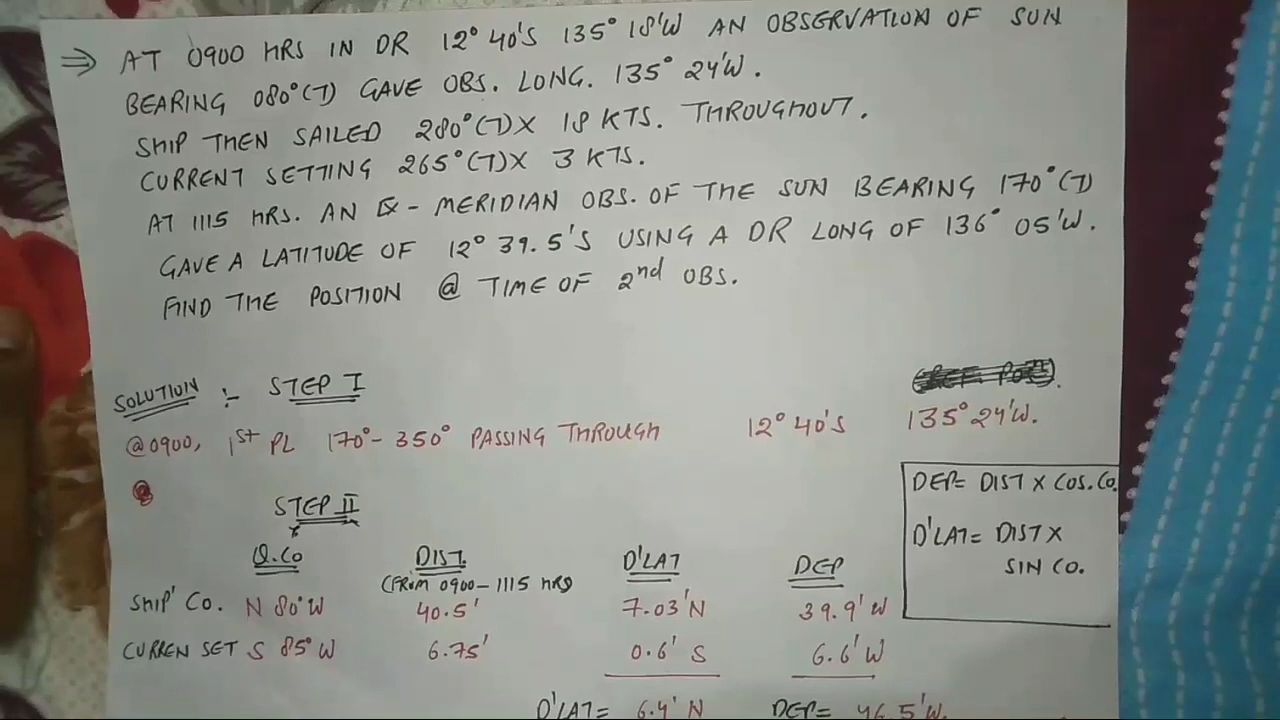 ⇒ AT 0900 HRS IN DR 12° 40'S 135° 18'W AN OBSERVATION OF SUN
BEARING 080°(T) GAVE OBS. LONG. 135° 24'W.
SHIP THEN SAILED 280°(T) X 18 KTS. THROUGHOUT.
CURRENT SETTING 265°(T) X 3 KTS.
AT 1115 HRS. AN EX-MERIDIAN OBS. OF THE SUN BEARING 170°(T)
GAVE A LATITUDE OF 12° 39.5'S USING A DR LONG OF 136° 05'W.
FIND THE POSITION @ TIME OF 2nd OBS.
SOLUTION :- STEP I
@0900, 1ST PL 170°- 350° PASSING THROUGH 12° 40'S 135° 24'W.
STEP II
DEP= DIST X COS.CO.
D'LAT= DIST X
SIN CO.
Q.CO DIST. D'LAT DEP
(FROM 0900-1115 HRS)
SHIP' CO. N 80°W 40.5' 7.03'N 39.9'W
CURREN SET S 85°W 6.75' 0.6' S 6.6'W
D'LAT= 6.4' N DEP= 46.5'W.